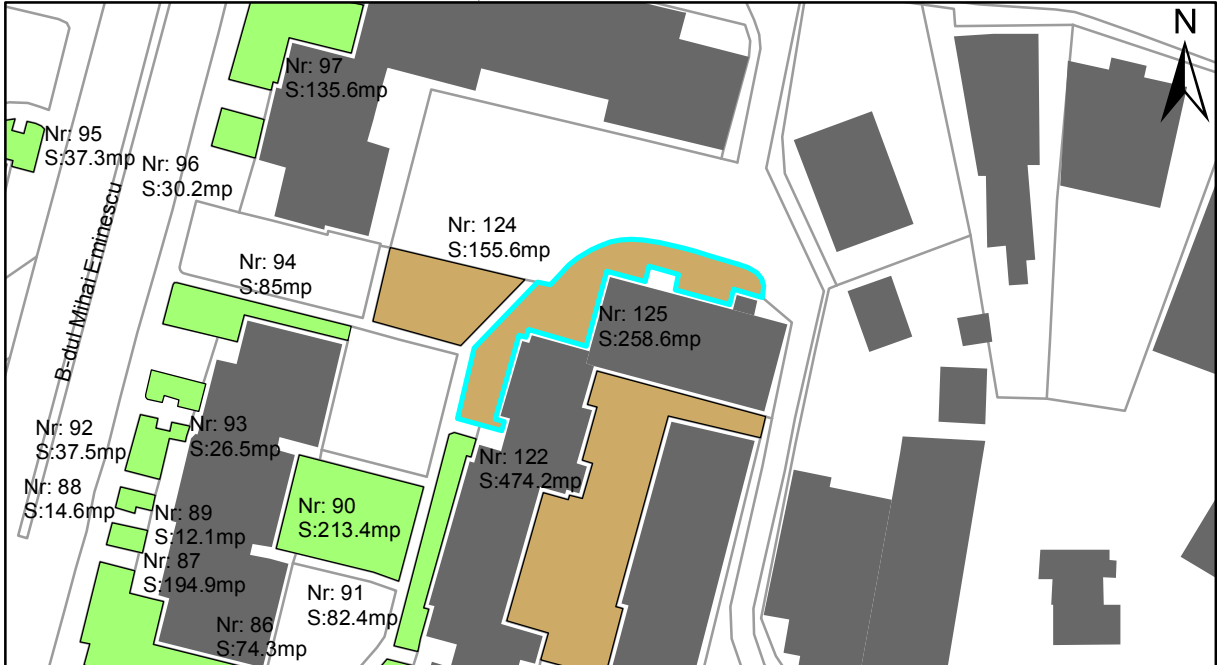 N
Nr: 97
S:135.6mp
Nr: 95
S:37.3mp
Nr: 96
S:30.2mp
B-dul Mihai Eminescu
Nr: 124
S:155.6mp
Nr: 94
S:85mp
Nr: 125
S:258.6mp
Nr: 92
S:37.5mp
Nr: 93
S:26.5mp
Nr: 122
S:474.2mp
Nr: 88
S:14.6mp
Nr: 89
S:12.1mp
Nr: 90
S:213.4mp
Nr: 87
S:194.9mp
Nr: 91
S:82.4mp
Nr: 86
S:74.3mp